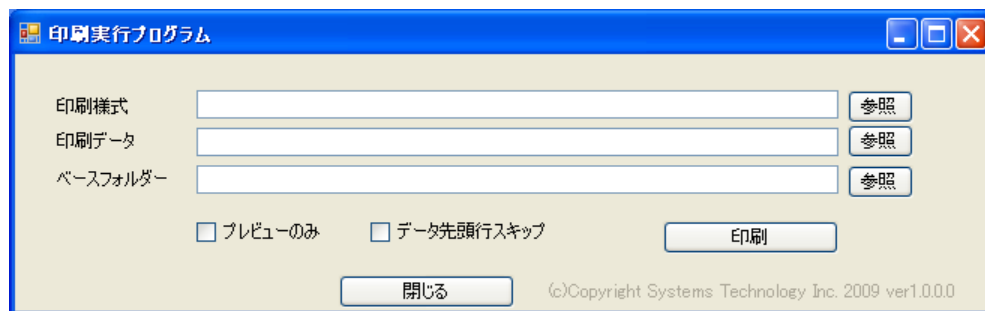 印刷実行プログラム
印刷様式 参照
印刷データ 参照
ベースフォルダー 参照
プレビューのみ データ先頭行スキップ 印刷
閉じる (c)Copyright Systems Technology Inc. 2009 ver1.0.0.0